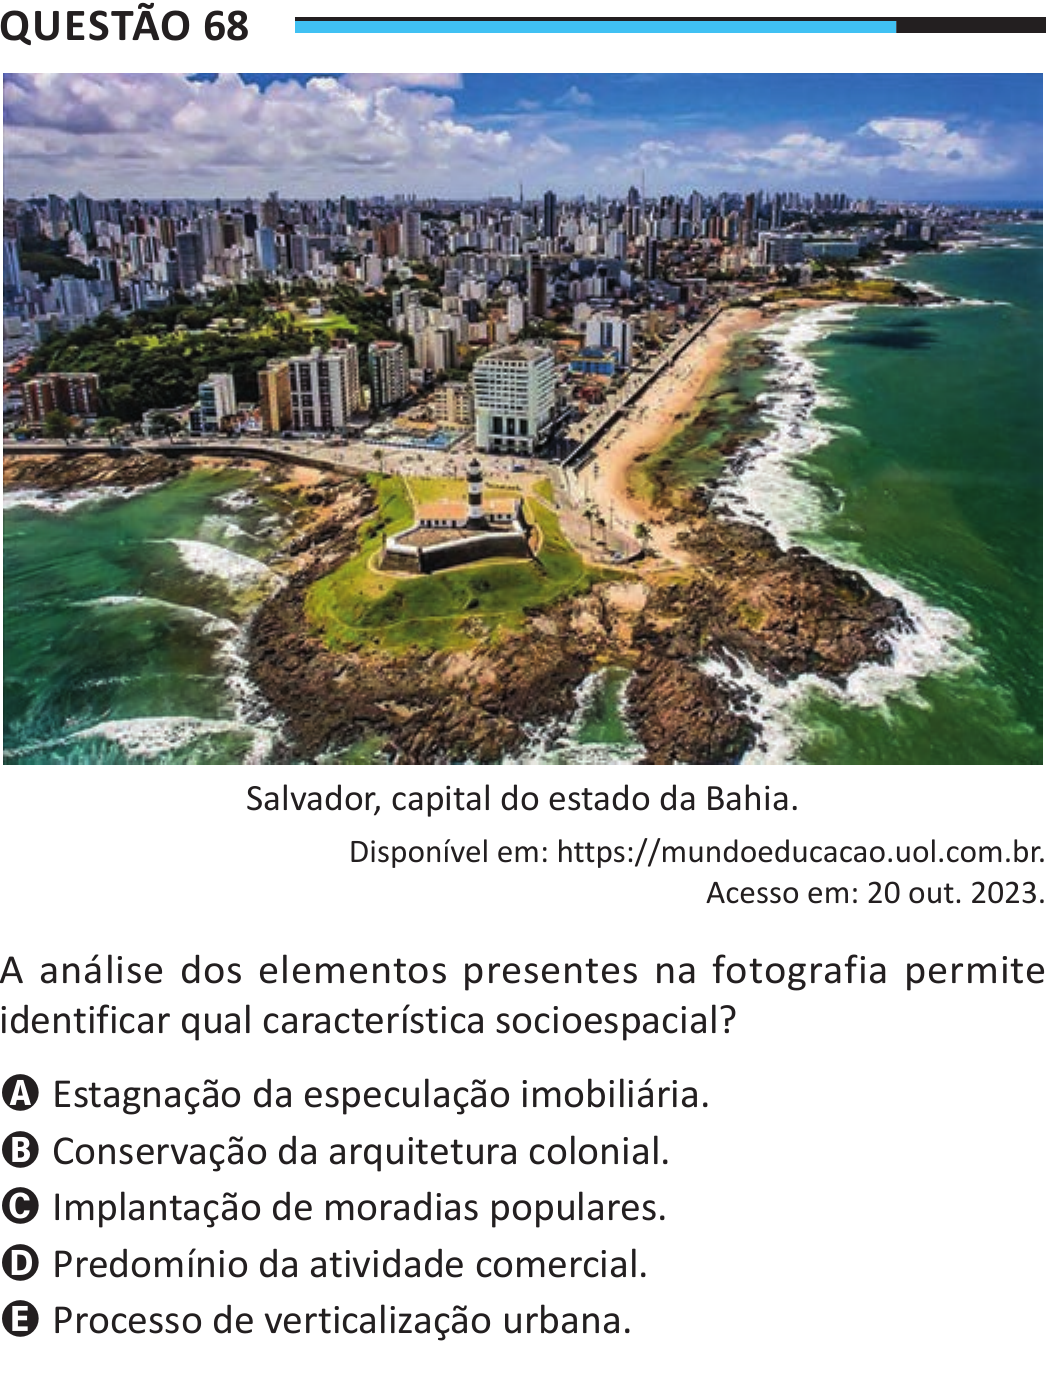 QUESTÃO 68
Salvador, capital do estado da Bahia.
Disponível em: https://mundoeducacao.uol.com.br.
Acesso em: 20 out. 2023.
A análise dos elementos presentes na fotografia permite
identificar qual característica socioespacial?
A Estagnação da especulação imobiliária.
B Conservação da arquitetura colonial.
C Implantação de moradias populares.
D Predomínio da atividade comercial.
E Processo de verticalização urbana.